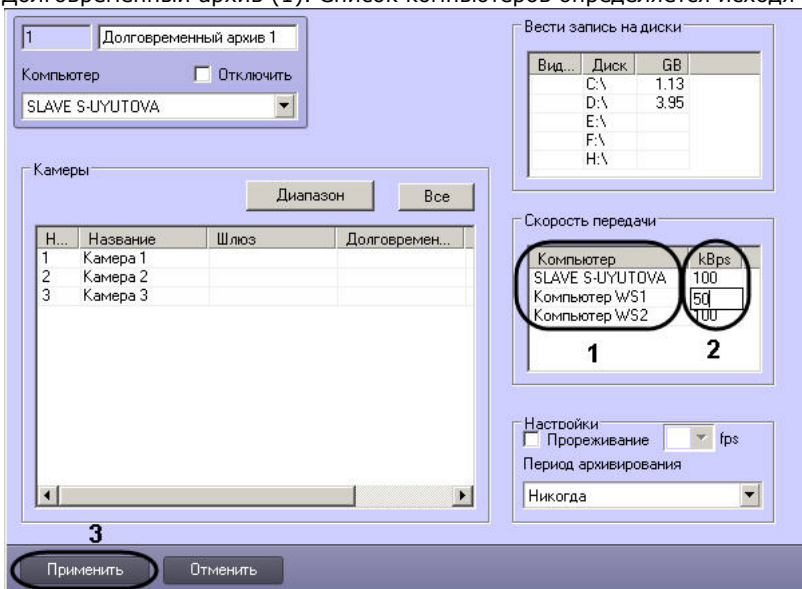 Долговременный архив (1). Список компьютеров определяется исходя
1
Долговременный архив 1
Компьютер
Отключить
SLAVE S-UYUTOVA
Вести запись на диски
Вид... Диск GB
C:\ 1.13
D:\ 3.95
E:\
F:\
H:\
Камеры
Диапазон
Все
Н... Название Шлюз Долговремен...
1 Камера 1
2 Камера 2
3 Камера 3
Скорость передачи
Компьютер kBps
SLAVE S-UYUTOVA 100
Компьютер WS1 50
Компьютер WS2 100
1 2
Настройки
Прореживание fps
Период архивирования
Никогда
3
Применить
Отменить